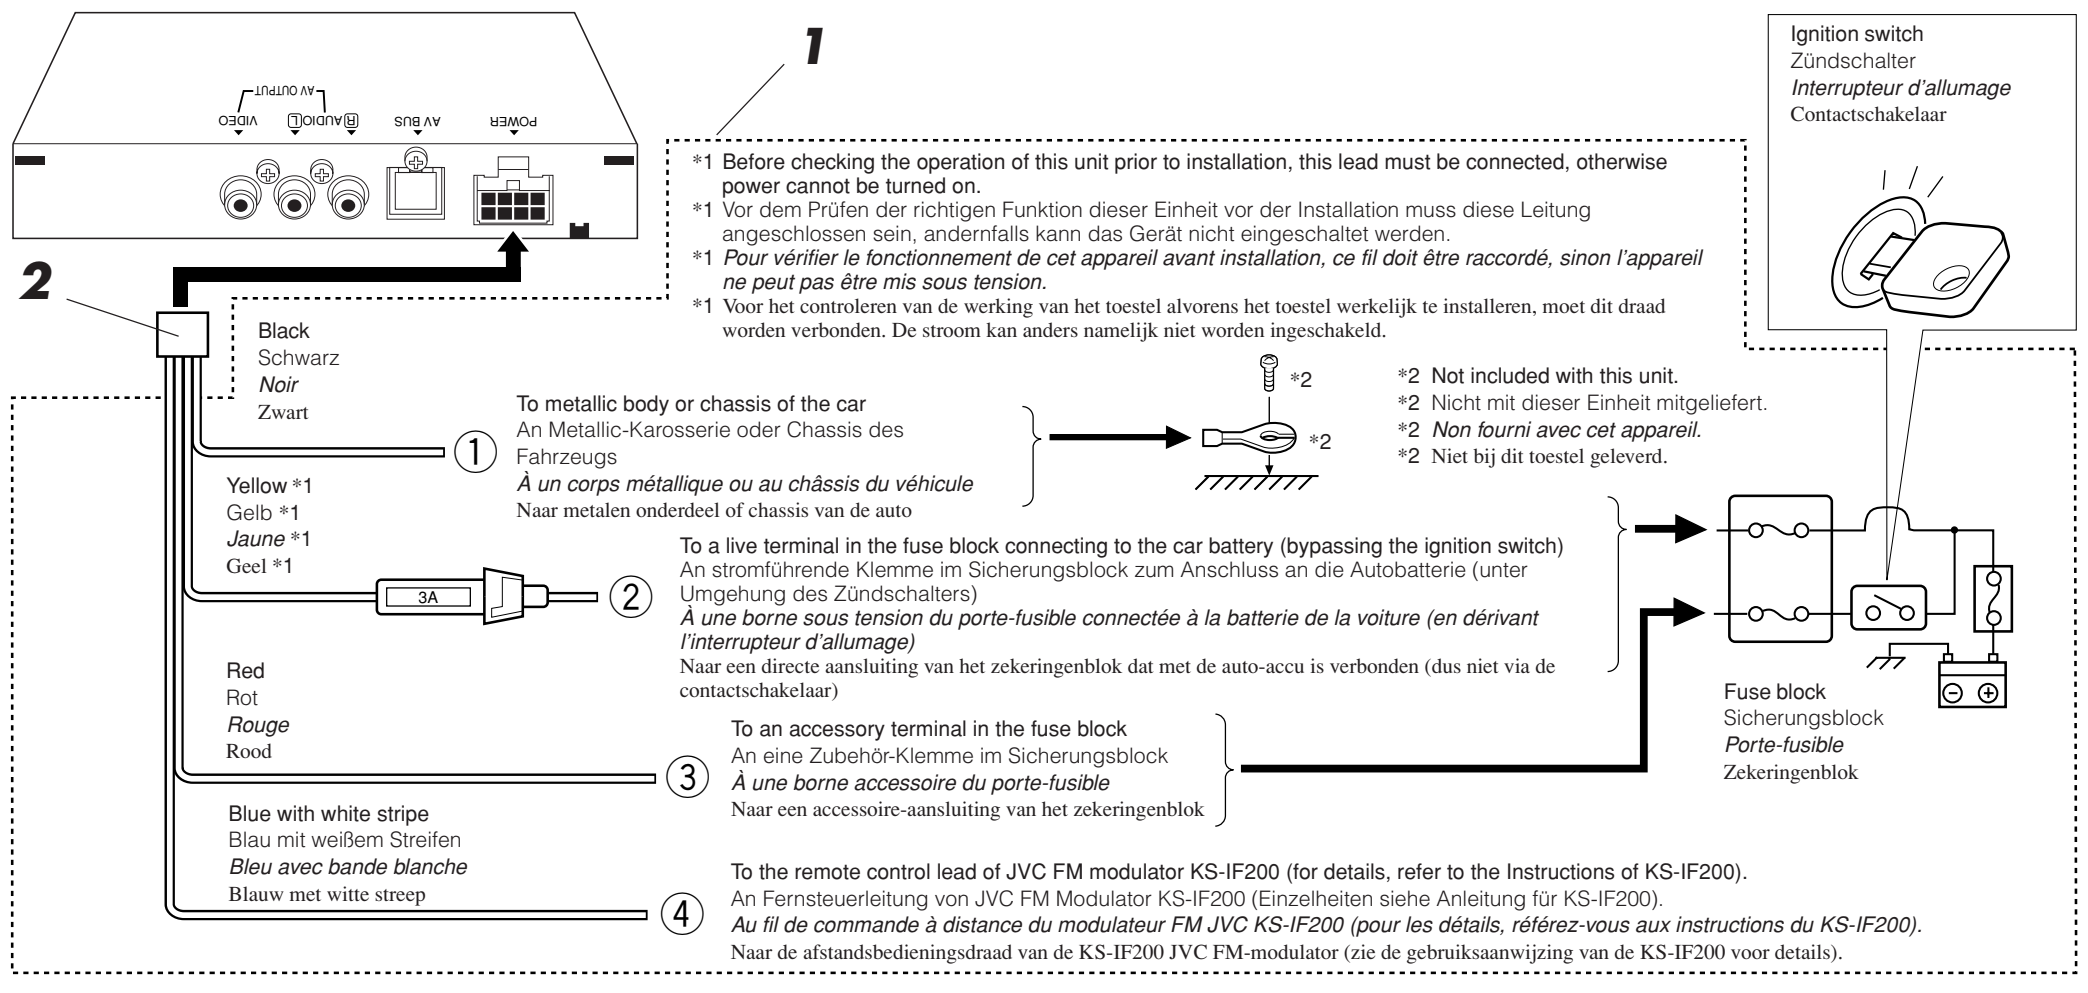 1
Ignition switch
Zündschalter
Interrupteur d'allumage
Contactschakelaar
AV OUTPUT
VIDEO
L AUDIO R
AV BUS
POWER
*1 Before checking the operation of this unit prior to installation, this lead must be connected, otherwise
power cannot be turned on.
*1 Vor dem Prüfen der richtigen Funktion dieser Einheit vor der Installation muss diese Leitung
angeschlossen sein, andernfalls kann das Gerät nicht eingeschaltet werden.
*1 Pour vérifier le fonctionnement de cet appareil avant installation, ce fil doit être raccordé, sinon l'appareil
ne peut pas être mis sous tension.
*1 Voor het controleren van de werking van het toestel alvorens het toestel werkelijk te installeren, moet dit draad
worden verbonden. De stroom kan anders namelijk niet worden ingeschakeld.
2
Black
Schwarz
Noir
Zwart
1
To metallic body or chassis of the car
An Metallic-Karosserie oder Chassis des
Fahrzeugs
À un corps métallique ou au châssis du véhicule
Naar metalen onderdeel of chassis van de auto
*2
*2
*2 Not included with this unit.
*2 Nicht mit dieser Einheit mitgeliefert.
*2 Non fourni avec cet appareil.
*2 Niet bij dit toestel geleverd.
Yellow *1
Gelb *1
Jaune *1
Geel *1
3A
2
To a live terminal in the fuse block connecting to the car battery (bypassing the ignition switch)
An stromführende Klemme im Sicherungsblock zum Anschluss an die Autobatterie (unter
Umgehung des Zündschalters)
À une borne sous tension du porte-fusible connectée à la batterie de la voiture (en dérivant
l'interrupteur d'allumage)
Naar een directe aansluiting van het zekeringenblok dat met de auto-accu is verbonden (dus niet via de
contactschakelaar)
Fuse block
Sicherungsblock
Porte-fusible
Zekeringenblok
Red
Rot
Rouge
Rood
3
To an accessory terminal in the fuse block
An eine Zubehör-Klemme im Sicherungsblock
À une borne accessoire du porte-fusible
Naar een accessoire-aansluiting van het zekeringenblok
Blue with white stripe
Blau mit weißem Streifen
Bleu avec bande blanche
Blauw met witte streep
4
To the remote control lead of JVC FM modulator KS-IF200 (for details, refer to the Instructions of KS-IF200).
An Fernsteuerleitung von JVC FM Modulator KS-IF200 (Einzelheiten siehe Anleitung für KS-IF200).
Au fil de commande à distance du modulateur FM JVC KS-IF200 (pour les détails, référez-vous aux instructions du KS-IF200).
Naar de afstandsbedieningsdraad van de KS-IF200 JVC FM-modulator (zie de gebruiksaanwijzing van de KS-IF200 voor details).